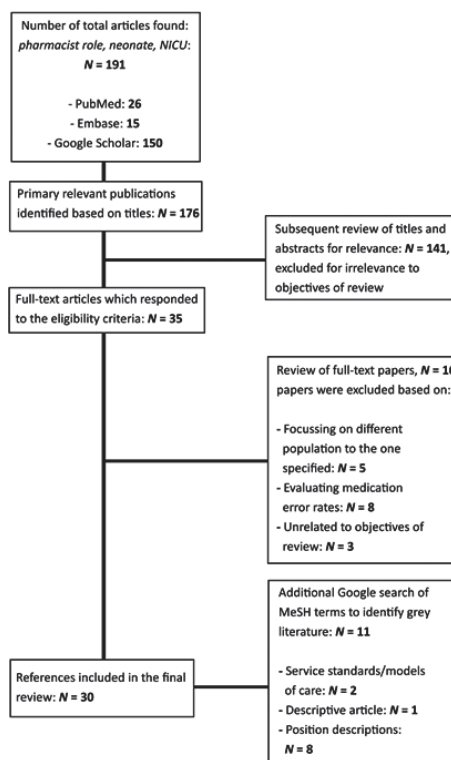 Number of total articles found:
pharmacist role, neonate, NICU:
N = 191
- PubMed: 26
- Embase: 15
- Google Scholar: 150
Primary relevant publications
identified based on titles: N = 176
Subsequent review of titles and
abstracts for relevance: N = 141,
excluded for irrelevance to
objectives of review
Full-text articles which responded
to the eligibility criteria: N = 35
Review of full-text papers, N = 16
papers were excluded based on:
- Focussing on different
population to the one
specified: N = 5
- Evaluating medication
error rates: N = 8
- Unrelated to objectives of
review: N = 3
Additional Google search of
MeSH terms to identify grey
literature: N = 11
- Service standards/models
of care: N = 2
- Descriptive article: N = 1
- Position descriptions:
N = 8
References included in the final
review: N = 30